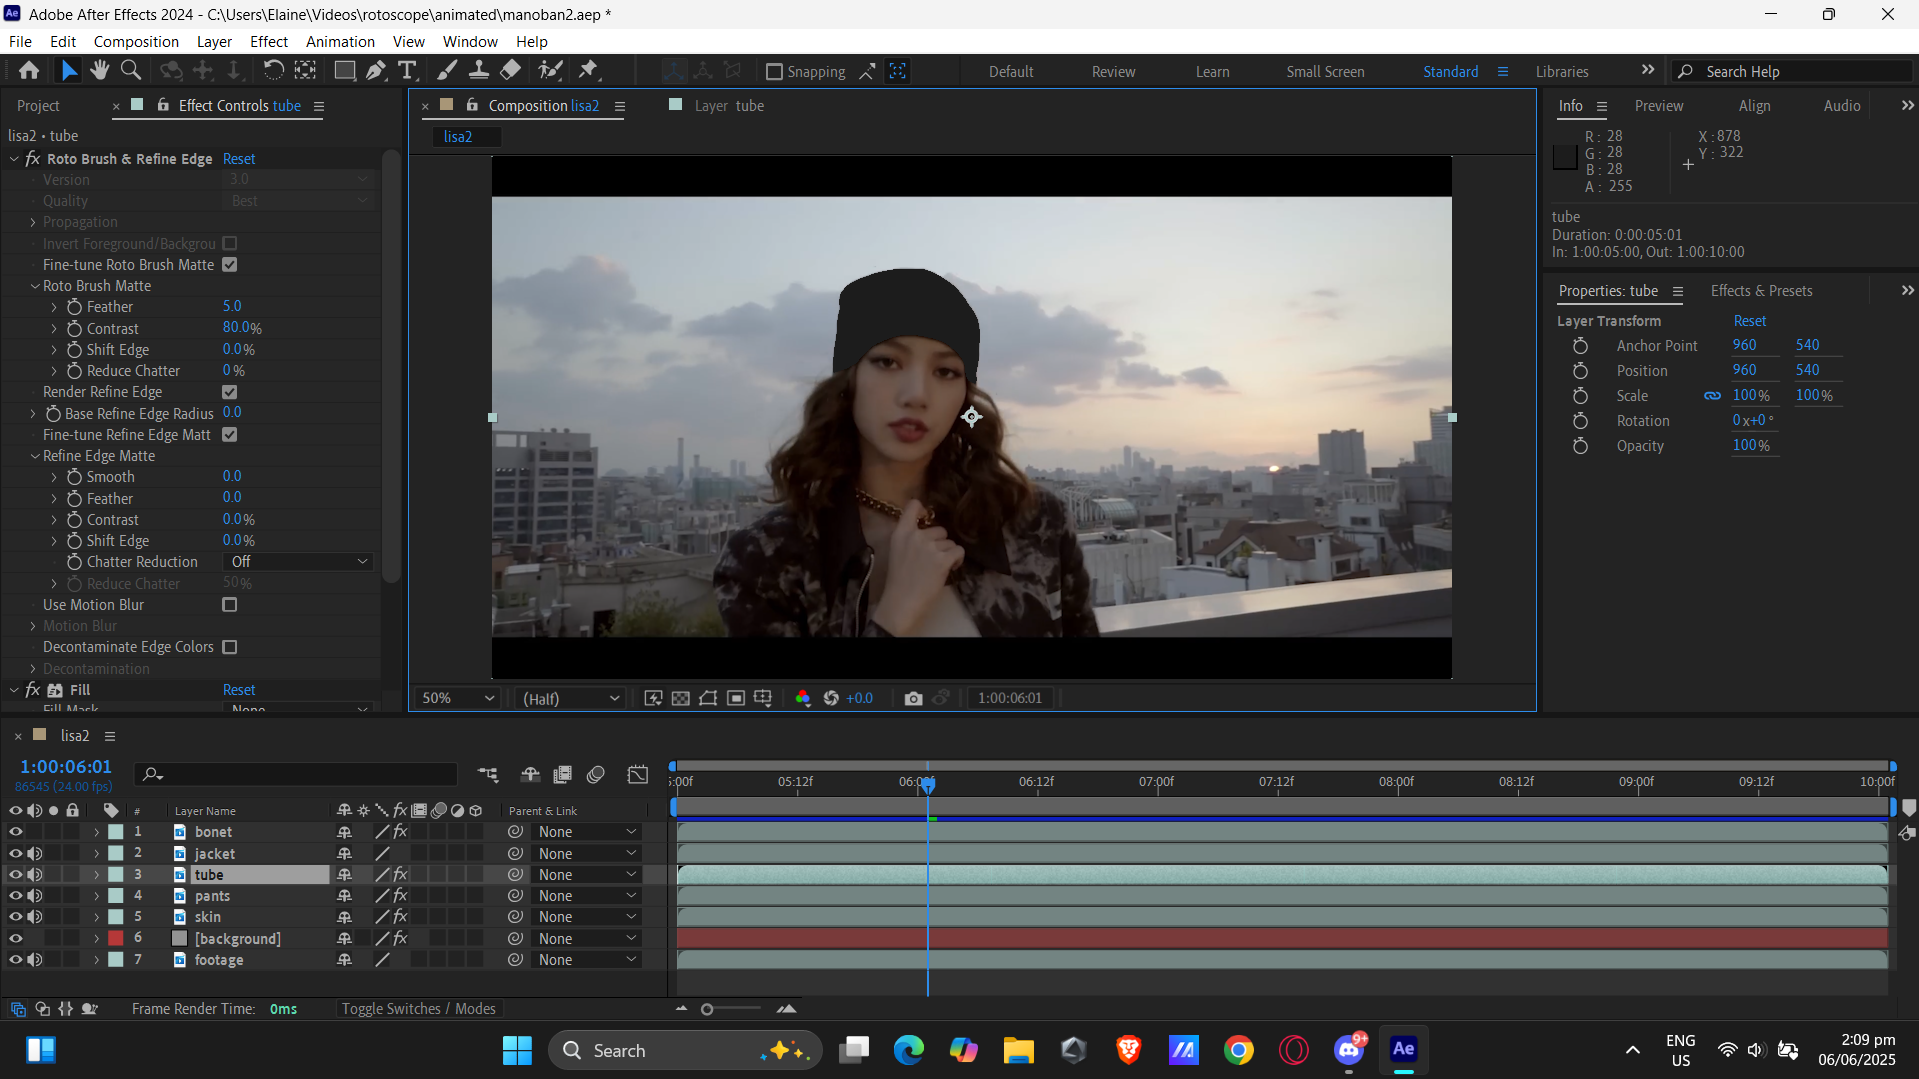 Adobe After Effects 2024 - C:\Users\Elaine\Videos\rotoscope\animated\manoban2.aep *
File Edit Composition Layer Effect Animation View Window Help
Snapping Default Review Learn Small Screen Standard Libraries Search Help
Project Effect Controls tube
lisa2 • tube
fx Roto Brush & Refine Edge Reset
Version 3.0
Quality Best
Propagation
Invert Foreground/Backgrou
Fine-tune Roto Brush Matte
Roto Brush Matte
Feather 5.0
Contrast 80.0%
Shift Edge 0.0%
Reduce Chatter 0%
Render Refine Edge
Base Refine Edge Radius 0.0
Fine-tune Refine Edge Matt
Refine Edge Matte
Smooth 0.0
Feather 0.0
Contrast 0.0%
Shift Edge 0.0%
Chatter Reduction Off
Reduce Chatter 50%
Use Motion Blur
Motion Blur
Decontaminate Edge Colors
Decontamination
fx Fill Reset
Fill Mask None
Composition lisa2 Layer tube
lisa2
50% (Half) +0.0 1:00:06:01
Info Preview Align Audio
R: 28 X: 878
G: 28 Y: 322
B: 28
A: 255
tube
Duration: 0:00:05:01
In: 1:00:05:00, Out: 1:00:10:00
Properties: tube Effects & Presets
Layer Transform Reset
Anchor Point 960 540
Position 960 540
Scale 100% 100%
Rotation 0x+0°
Opacity 100%
lisa2
1:00:06:01
86545 (24.00 fps)
5:00f 05:12f 06:00f 06:12f 07:00f 07:12f 08:00f 08:12f 09:00f 09:12f 10:00f
# Layer Name fx Parent & Link
1 bonet fx None
2 jacket None
3 tube fx None
4 pants fx None
5 skin fx None
6 [background] fx None
7 footage None
Frame Render Time: 0ms Toggle Switches / Modes
Search 9+ Ae ENG US 2:09 pm 06/06/2025